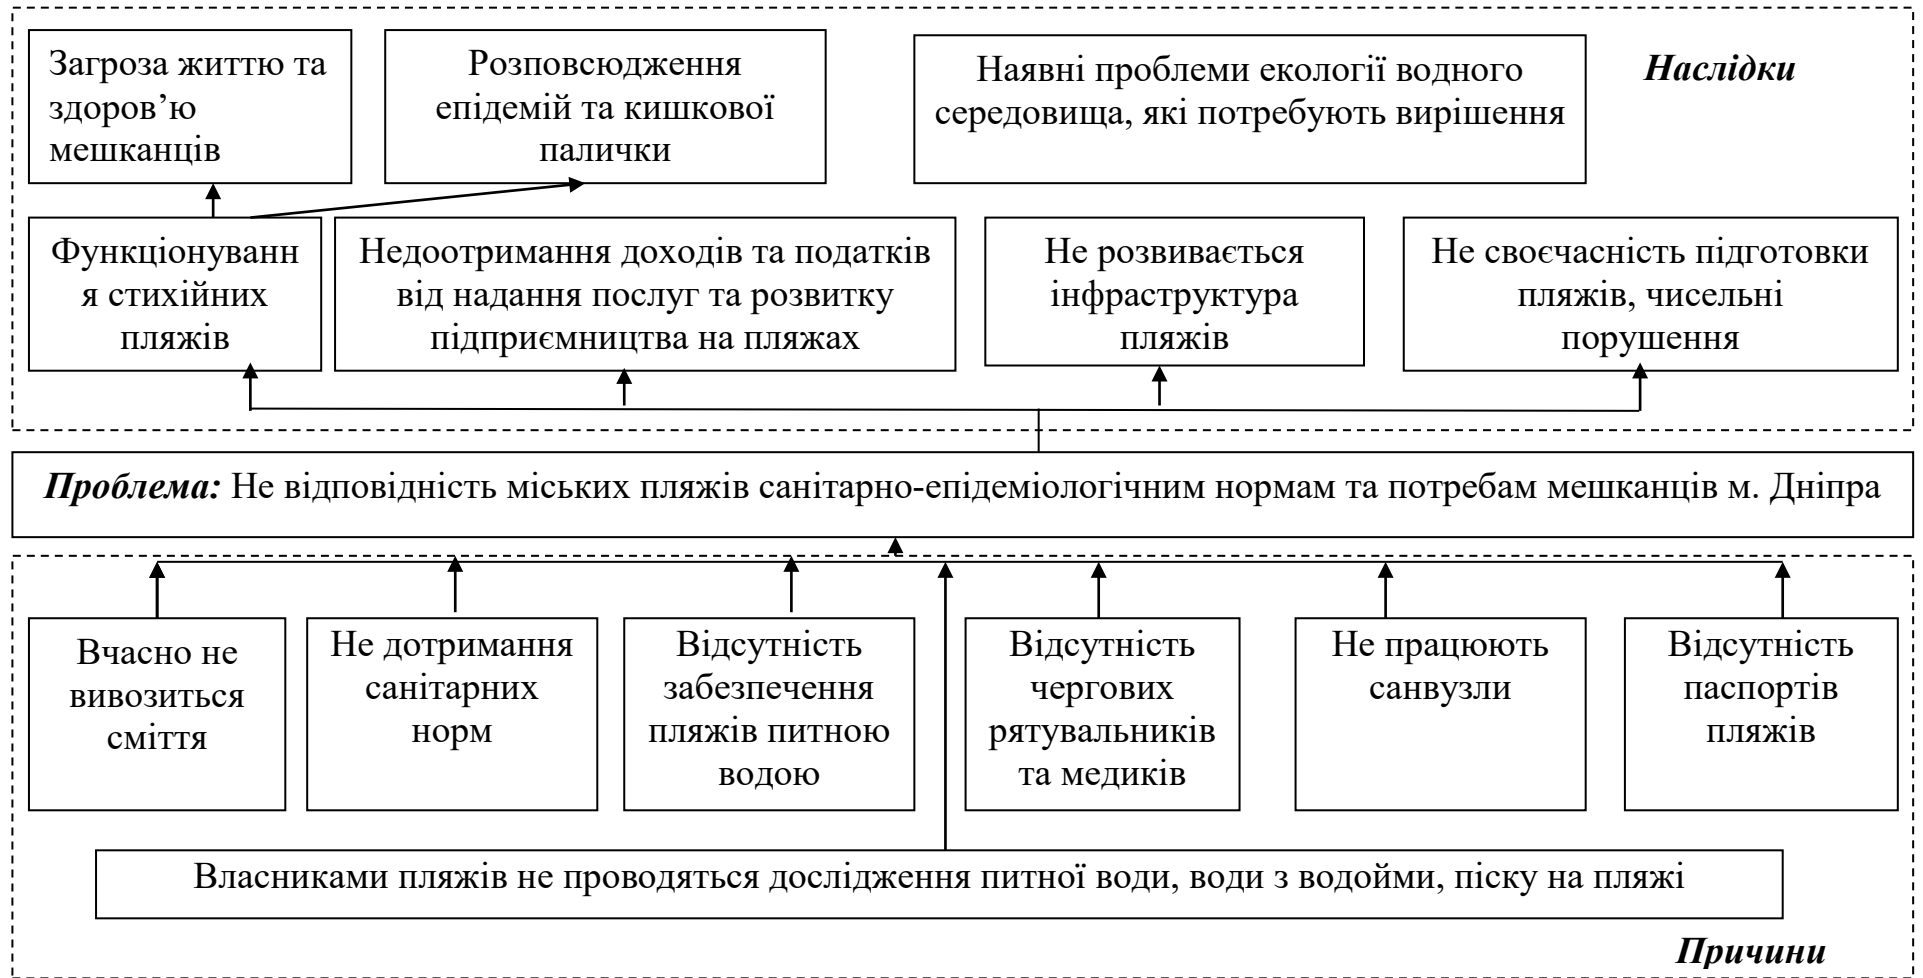 Загроза життю та
здоров’ю
мешканців
Розповсюдження
епідемій та кишкової
палички
Наявні проблеми екології водного
середовища, які потребують вирішення
Наслідки
Функціонуванн
я стихійних
пляжів
Недоотримання доходів та податків
від надання послуг та розвитку
підприємництва на пляжах
Не розвивається
інфраструктура
пляжів
Не своєчасність підготовки
пляжів, чисельні
порушення
Проблема: Не відповідність міських пляжів санітарно-епідеміологічним нормам та потребам мешканців м. Дніпра
Вчасно не
вивозиться
сміття
Не дотримання
санітарних
норм
Відсутність
забезпечення
пляжів питною
водою
Відсутність
чергових
рятувальників
та медиків
Не працюють
санвузли
Відсутність
паспортів
пляжів
Власниками пляжів не проводяться дослідження питної води, води з водойми, піску на пляжі
Причини